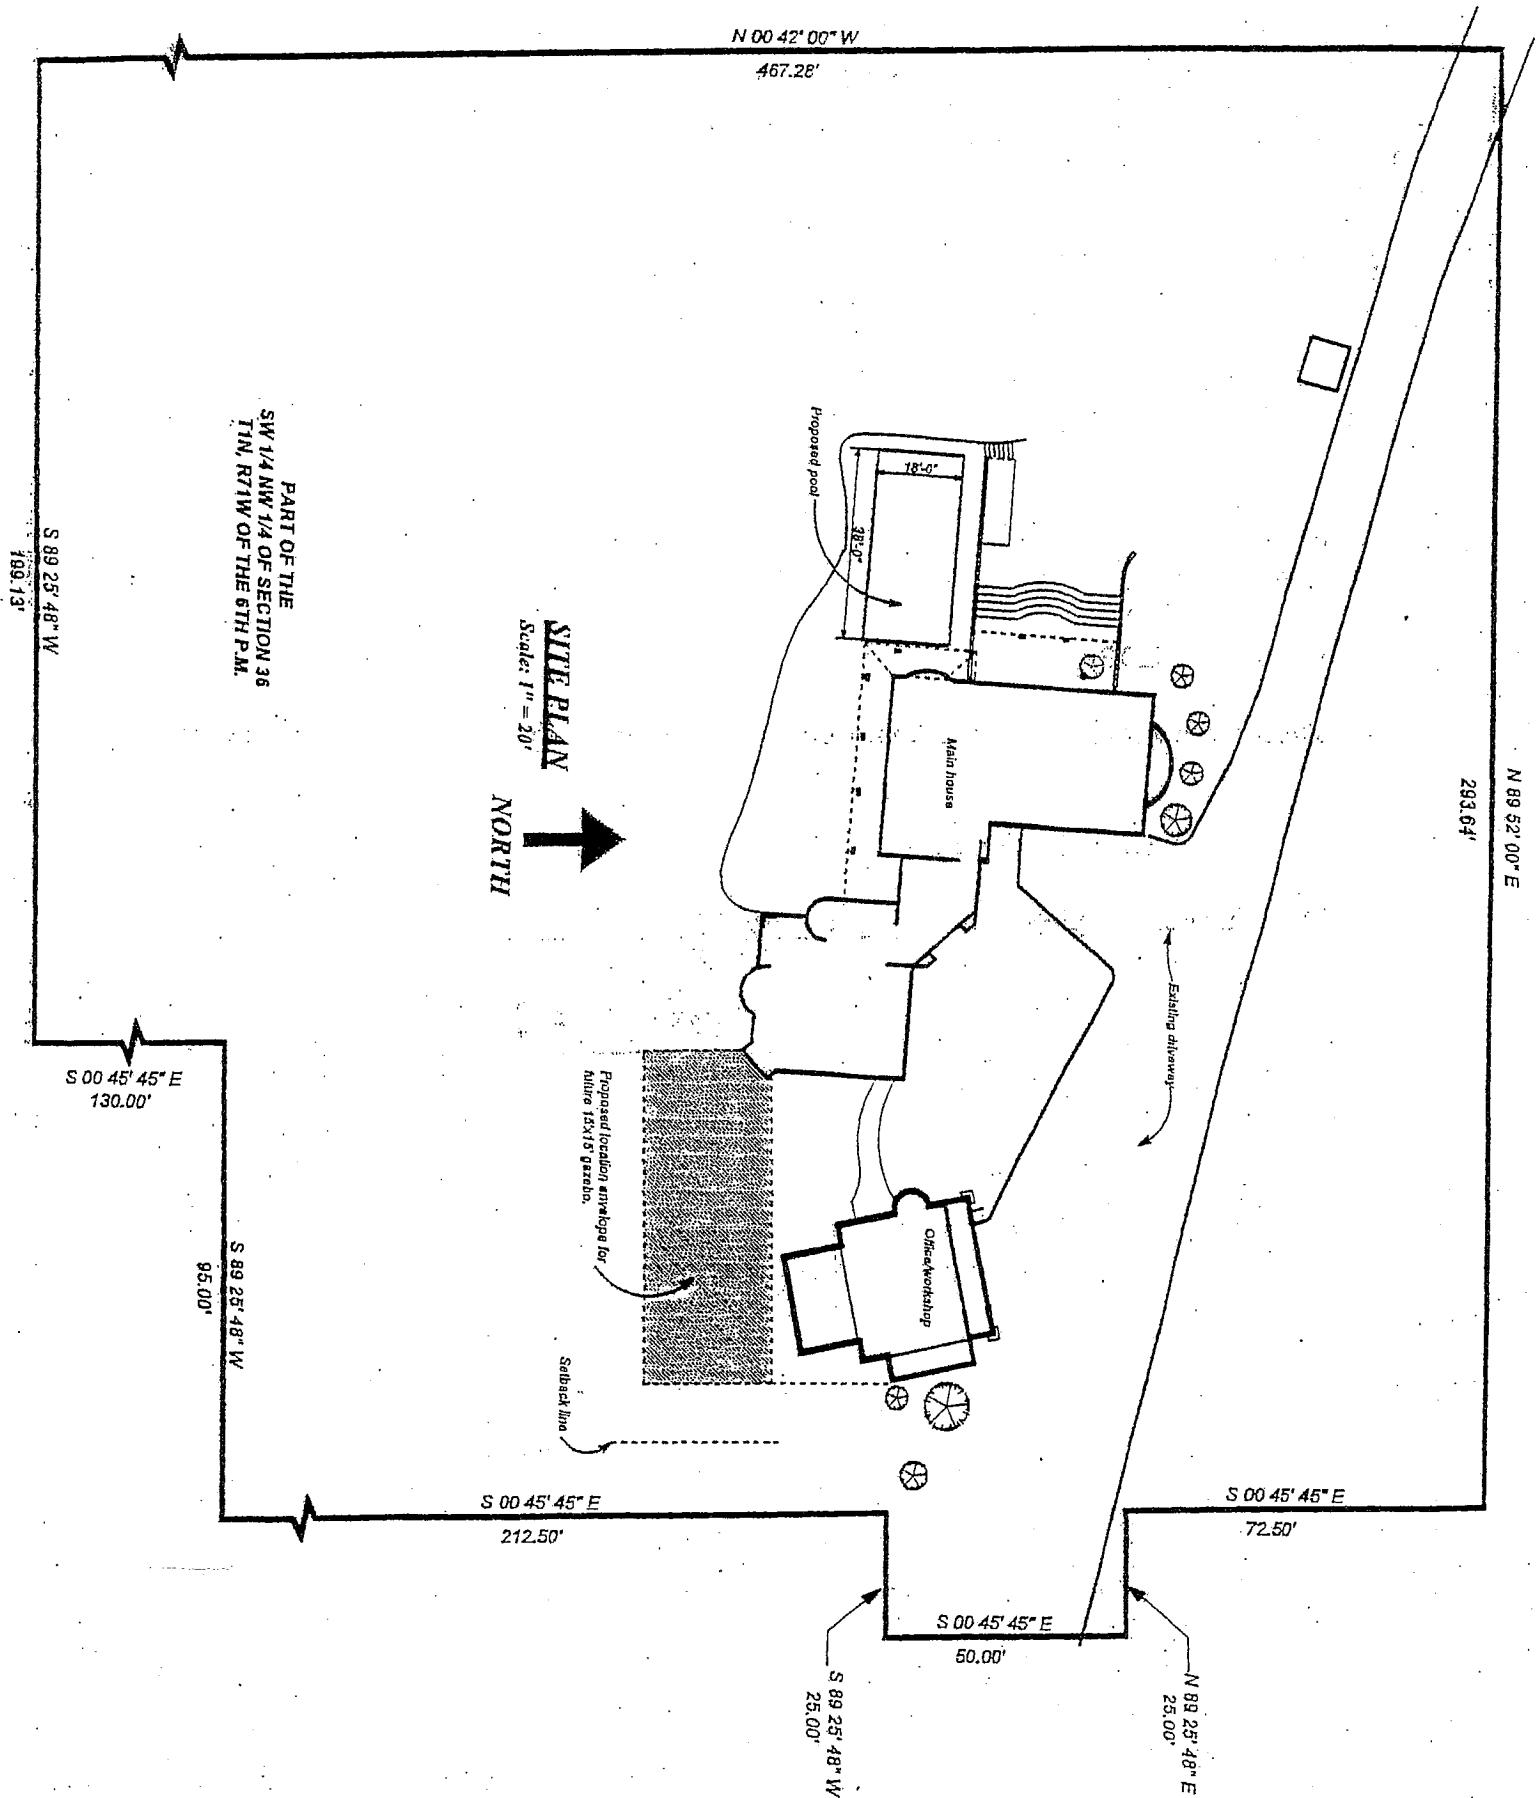 N 00 42' 00" W
467.28'
N 89 52' 00" E
293.64'
Proposed pool
18'-0"
38'-0"
PART OF THE
SW 1/4 NW 1/4 OF SECTION 36
T1N, R71W OF THE 6TH P.M.
S 89 25' 48" W
199.13'
SITE PLAN
Scale: 1" = 20'
NORTH
Main house
Existing driveway
S 00 45' 45" E
130.00'
Proposed location envelope for
future 15'x15' gazebo.
Office/workshop
S 89 25' 48" W
95.00'
Setback line
S 00 45' 45" E
212.50'
S 00 45' 45" E
72.50'
S 00 45' 45" E
50.00'
S 89 25' 48" W
25.00'
N 89 25' 48" E
25.00'